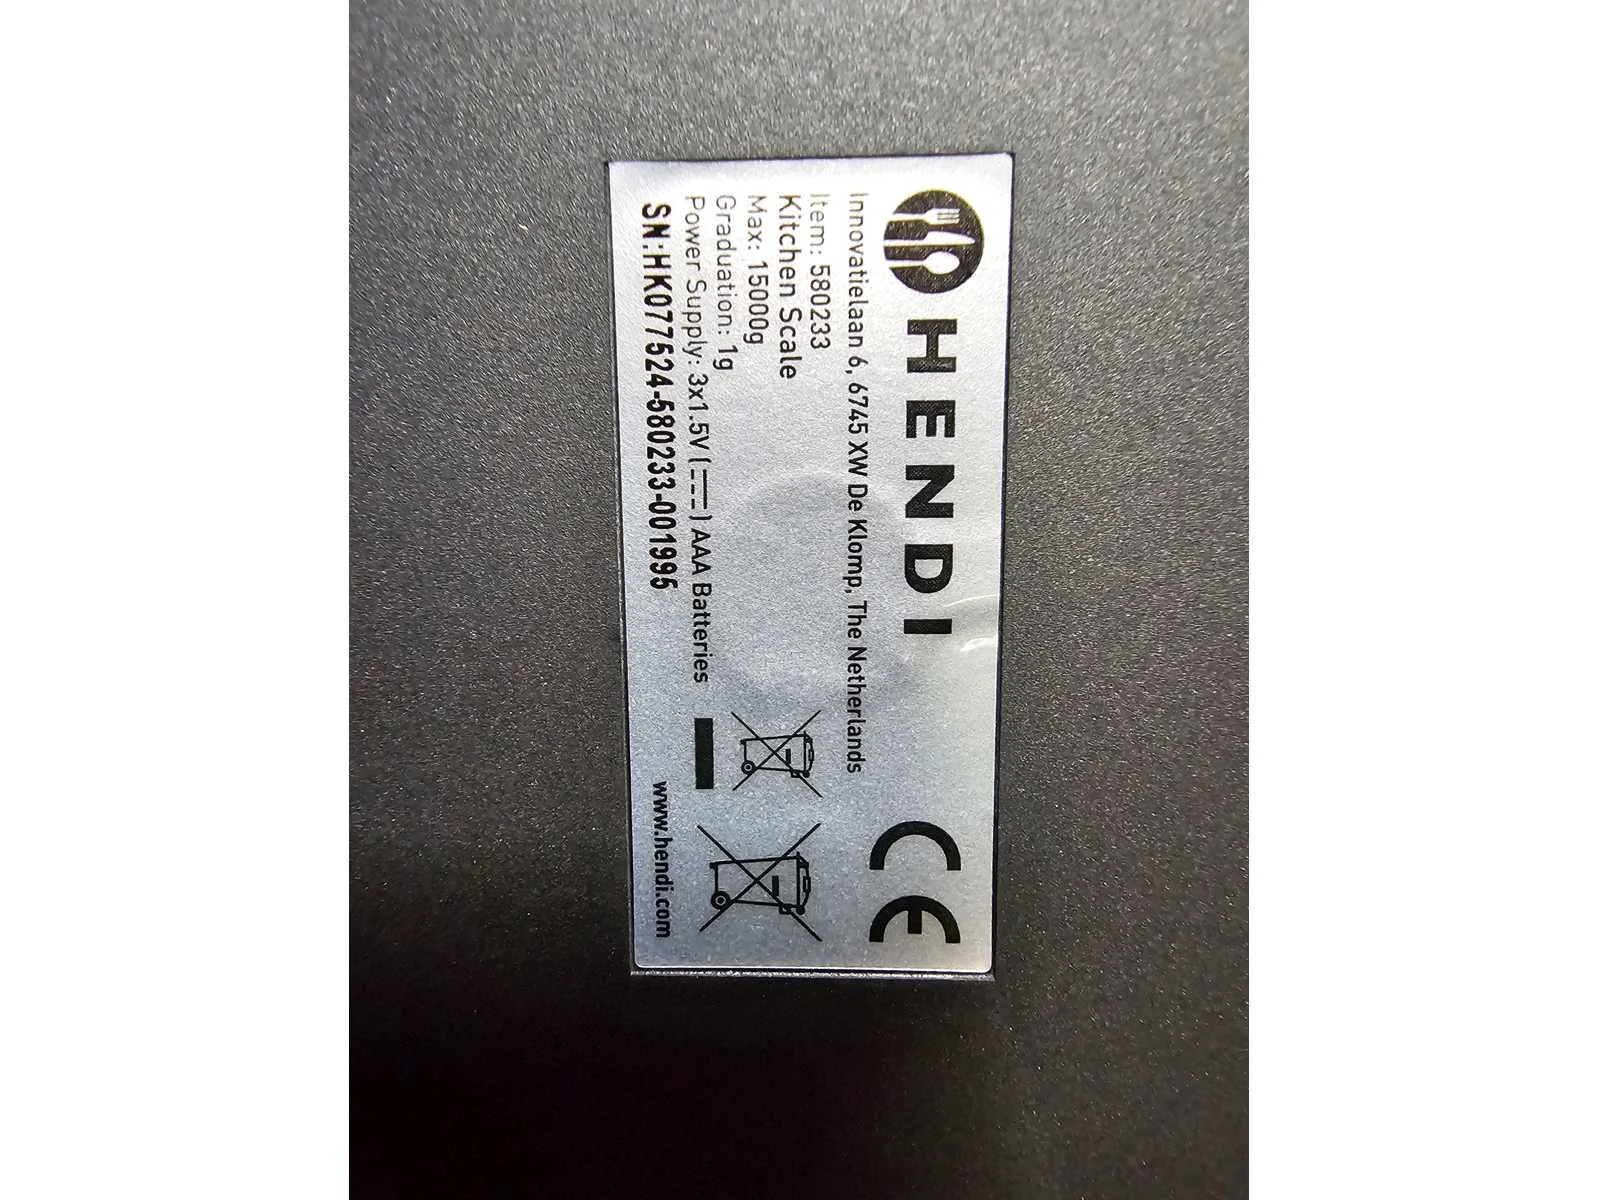 HENDI
Innovatielaan 6, 6745 XW De Klomp, The Netherlands
Item: 580233
Kitchen Scale
Max: 15000g
Graduation: 1g
Power Supply: 3x1.5V (⎓) AAA Batteries
SN:HK077524-580233-001995
CE
www.hendi.com